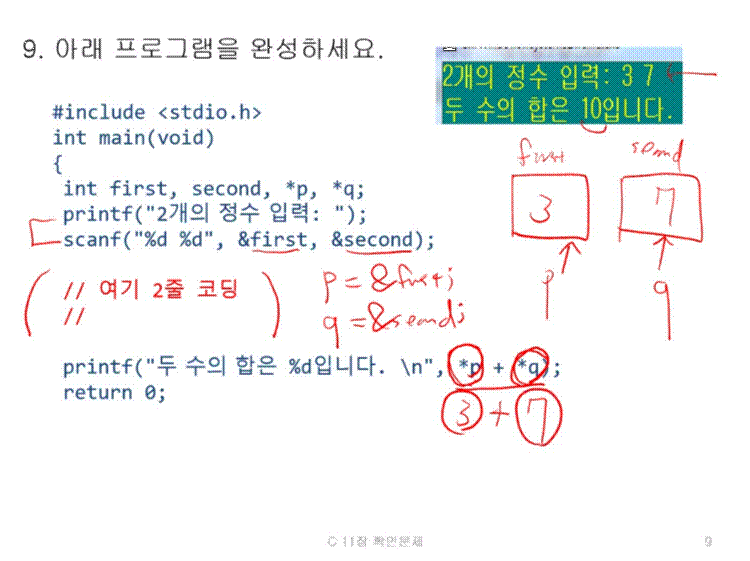 9. 아래 프로그램을 완성하세요.
2개의 정수 입력: 3 7
두 수의 합은 10입니다.
#include <stdio.h>
int main(void)
{
int first, second, *p, *q;
printf("2개의 정수 입력: ");
scanf("%d %d", &first, &second);
first second
3 7
p q
// 여기 2줄 코딩
//
p = &first;
q = &second;
printf("두 수의 합은 %d입니다. \n", *p + *q);
return 0;
3 + 7
C 11장 확인문제
9